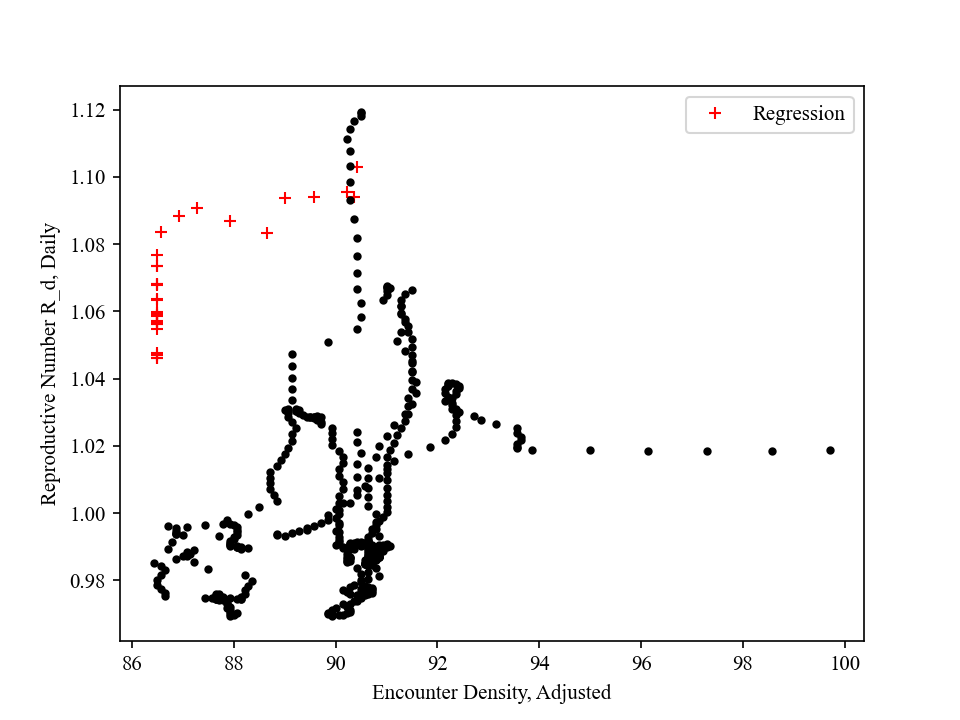 Regression
1.12
1.10
1.08
1.06
1.04
1.02
1.00
0.98
Reproductive Number R_d, Daily
86 88 90 92 94 96 98 100
Encounter Density, Adjusted